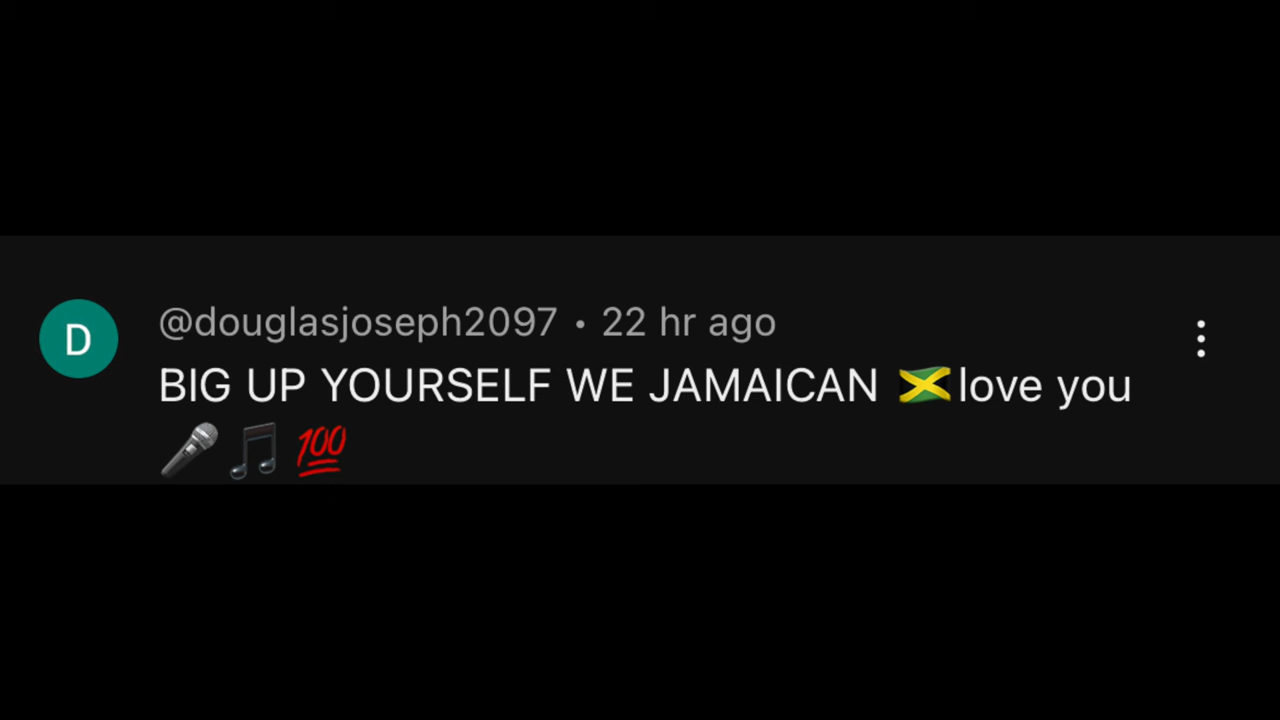 D
@douglasjoseph2097 • 22 hr ago
BIG UP YOURSELF WE JAMAICAN 🇯🇲love you
🎤🎵💯